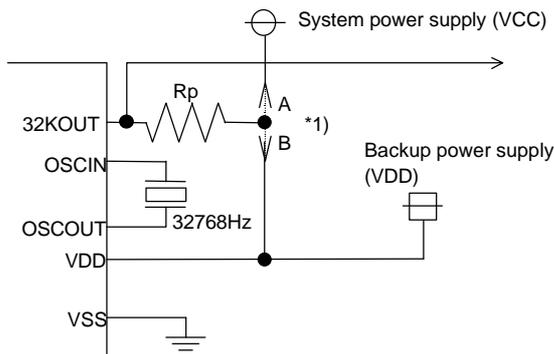 System power supply (VCC)
Rp
A
32KOUT
*1)
B
Backup power supply
(VDD)
OSCIN
OSCOUT
32768Hz
VDD
VSS